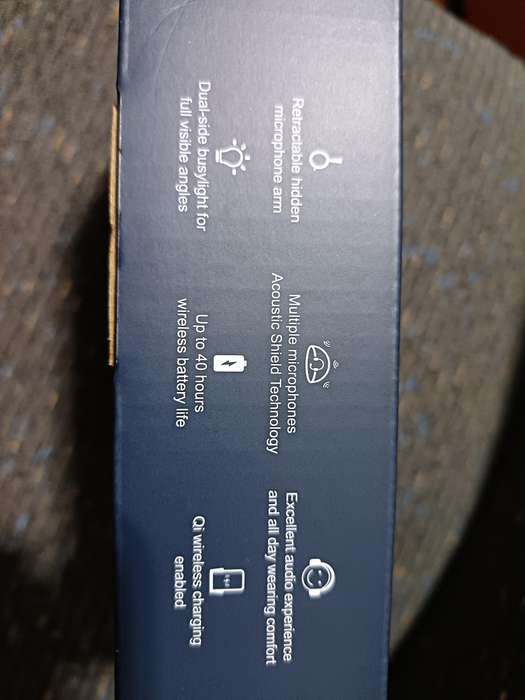 Retractable hidden
microphone arm
Multiple microphones
Acoustic Shield Technology
Excellent audio experience
and all day wearing comfort
Dual-side busylight for
full visible angles
Up to 40 hours
wireless battery life
Qi wireless charging
enabled